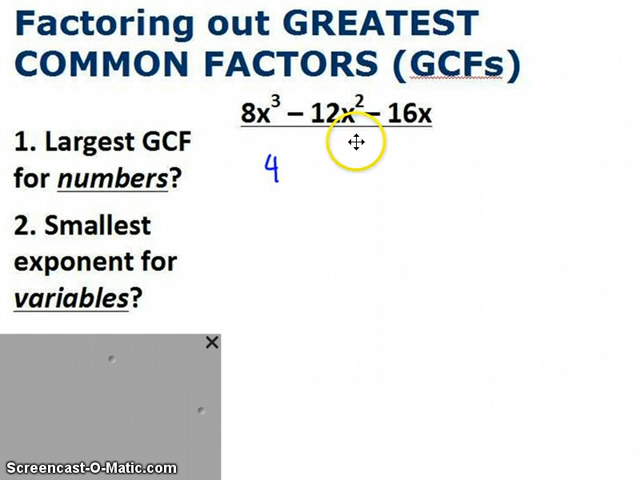 Factoring out GREATEST
COMMON FACTORS (GCFs)
8x³ – 12x² – 16x
1. Largest GCF
for numbers?
4
2. Smallest
exponent for
variables?
Screencast-O-Matic.com